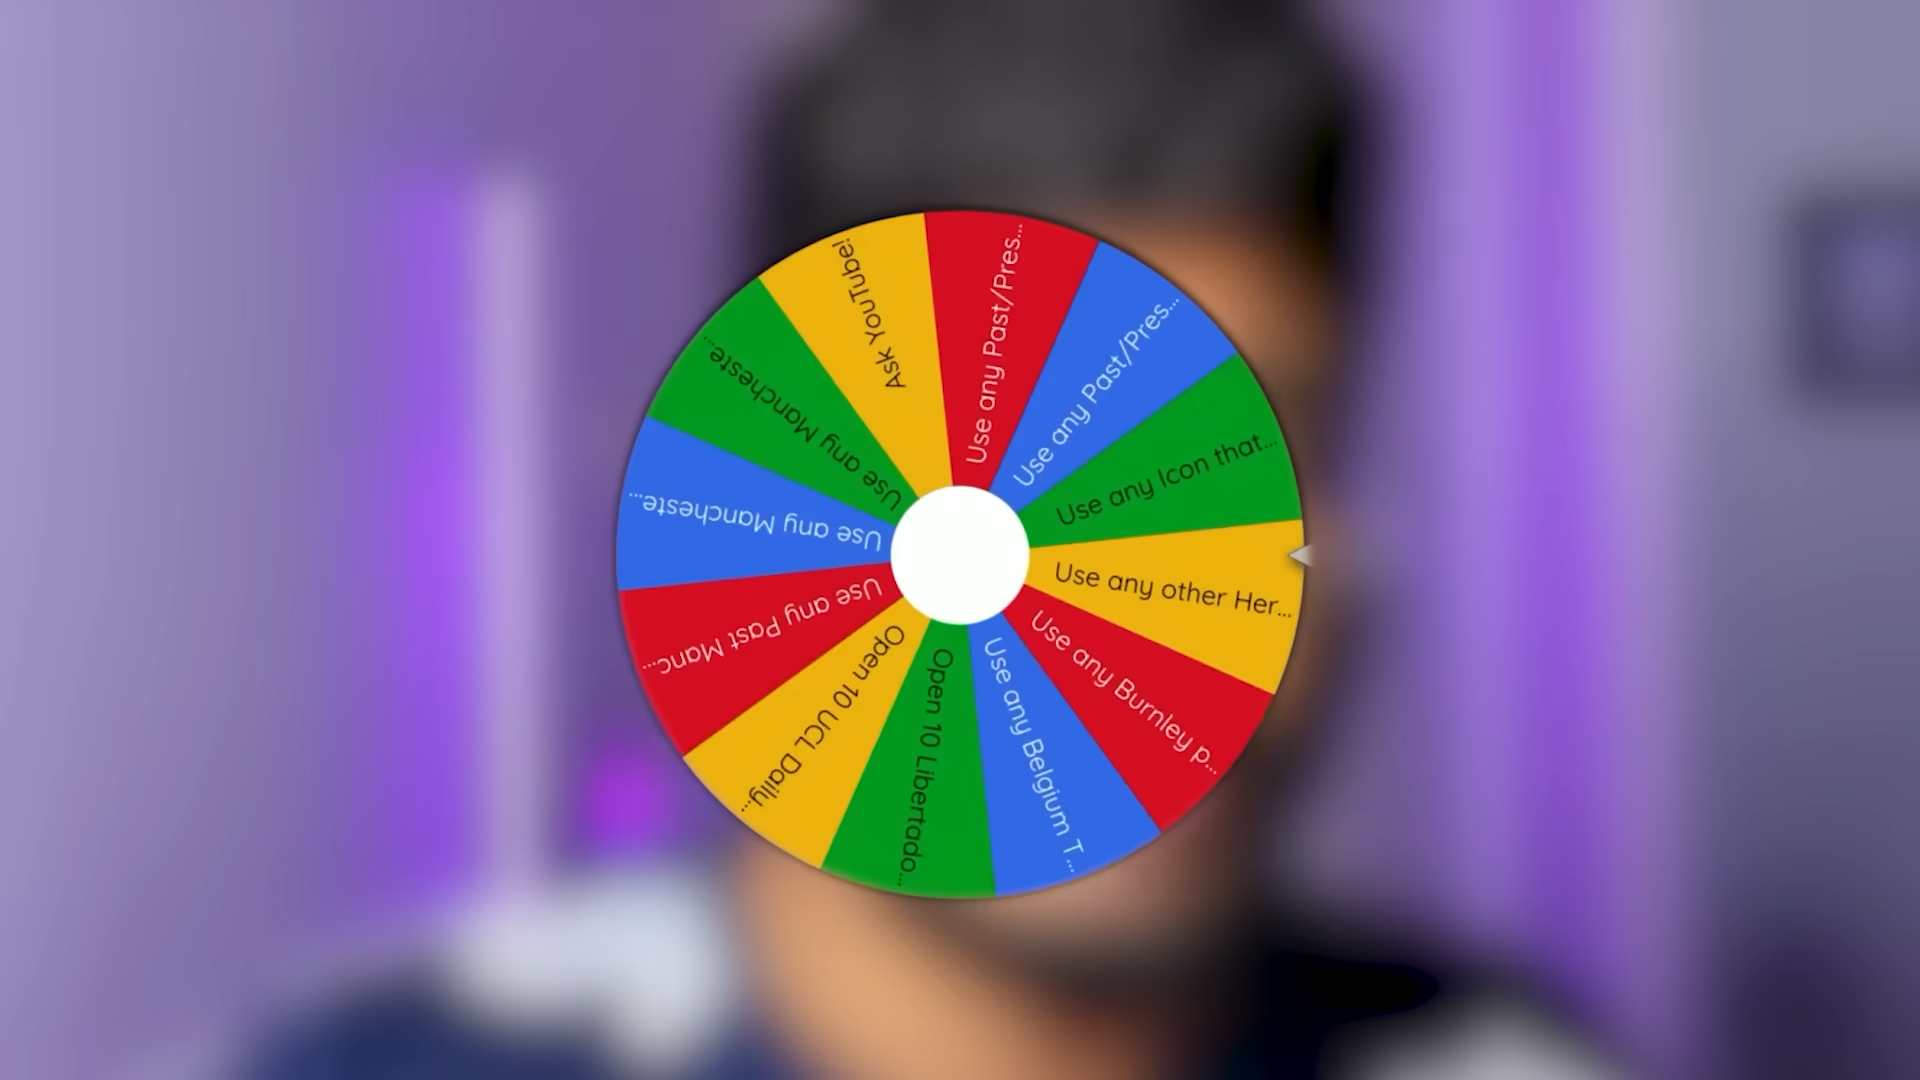 Ask YouTube!
Use any Past/Pres...
Use any Past/Pres...
Use any Icon that...
Use any other Her...
Use any Burnley p...
Use any Belgium T...
Open 10 Libertado...
Open 10 UCL Daily...
Use any Past Manc...
Use any Mancheste...
Use any Mancheste...